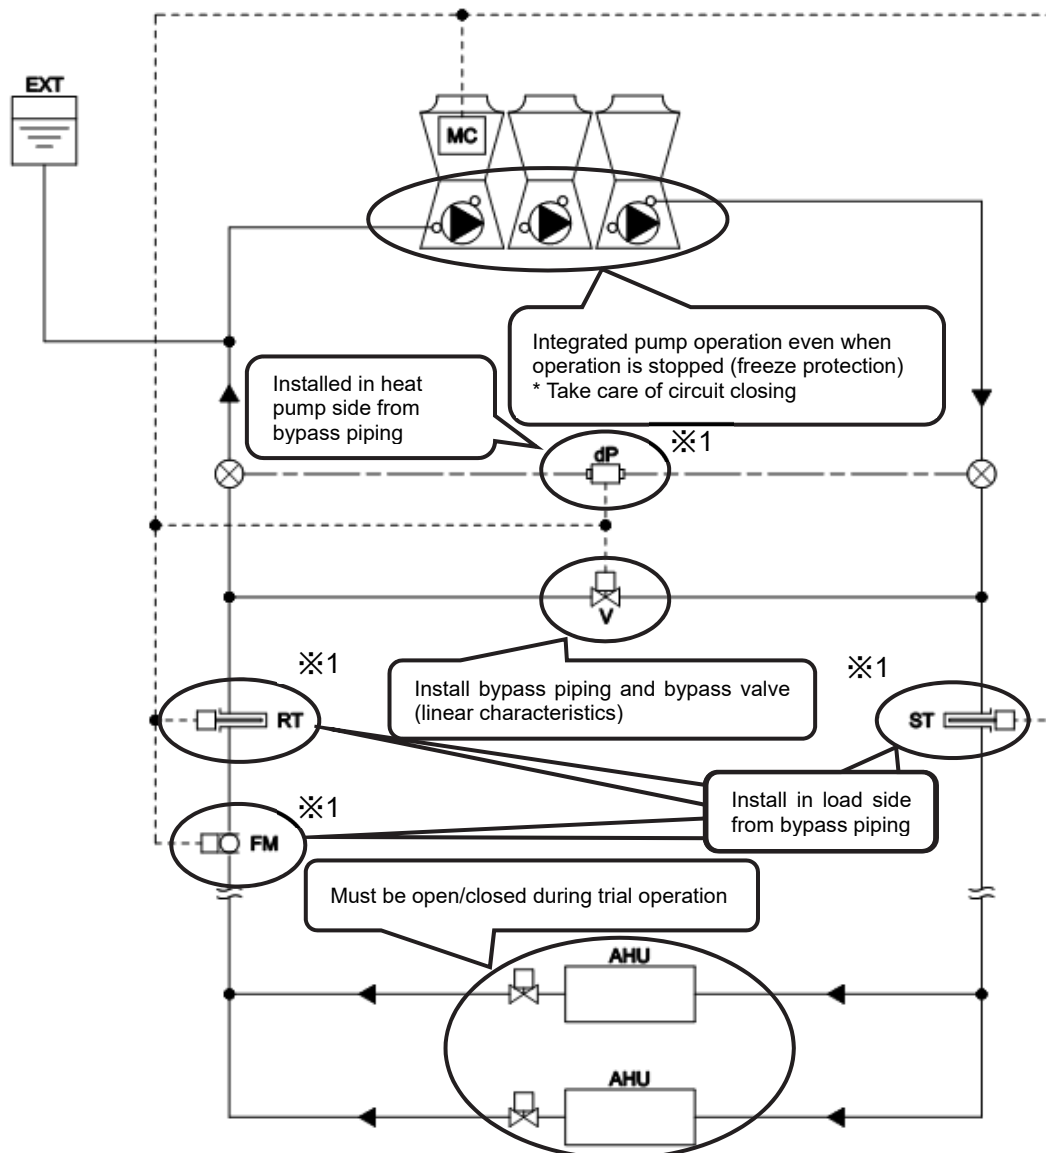 EXT
MC
Integrated pump operation even when
operation is stopped (freeze protection)
* Take care of circuit closing
Installed in heat
pump side from
bypass piping
※1
dP
V
※1
※1
Install bypass piping and bypass valve
(linear characteristics)
RT
ST
Install in load side
from bypass piping
※1
FM
Must be open/closed during trial operation
AHU
AHU